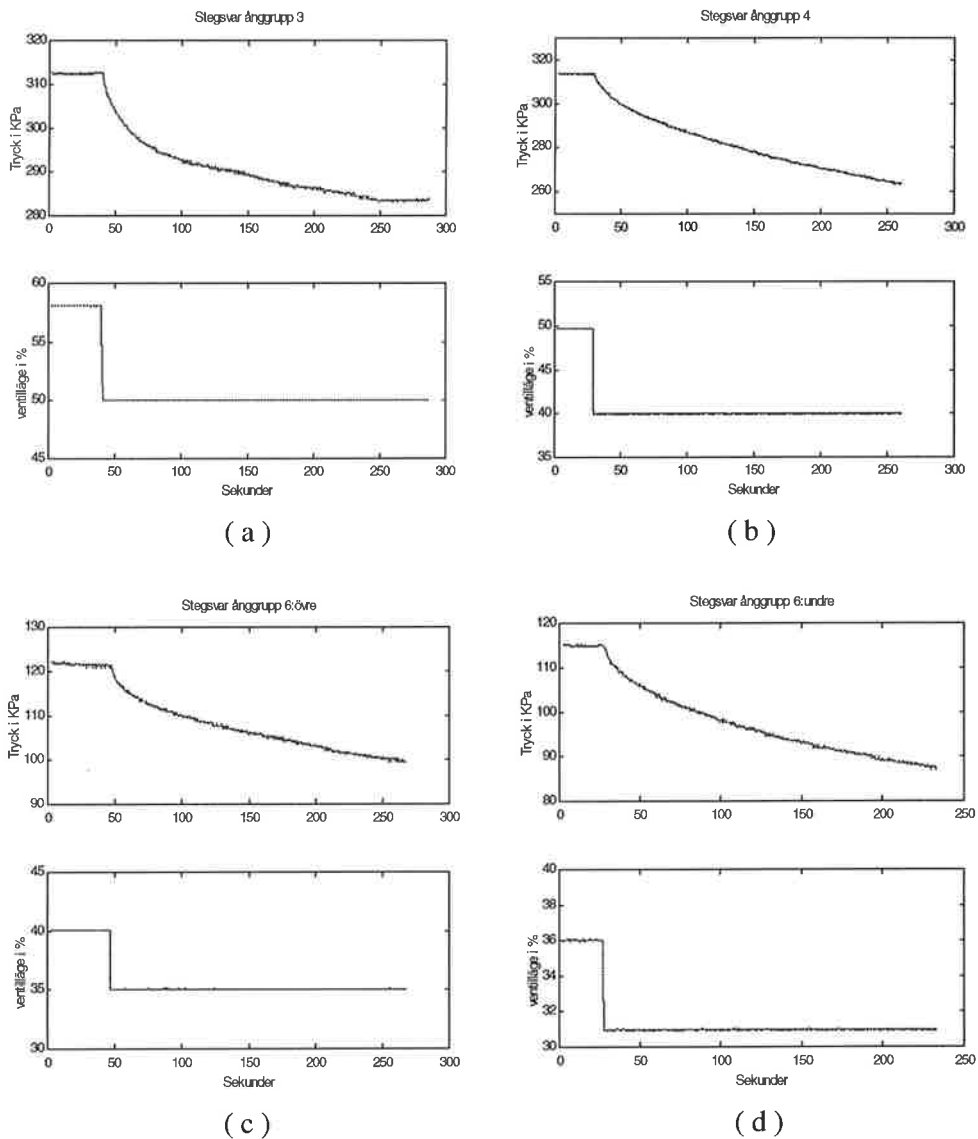 Stegsvar ånggrupp 3
320
310
300
290
280
Tryck i KPa
0 50 100 150 200 250 300
60
55
50
45
ventilläge i %
0 50 100 150 200 250 300
Sekunder
( a )
Stegsvar ånggrupp 4
320
300
280
260
Tryck i KPa
0 50 100 150 200 250 300
55
50
45
40
35
ventilläge i %
0 50 100 150 200 250 300
Sekunder
( b )
Stegsvar ånggrupp 6:övre
130
120
110
100
90
Tryck i KPa
0 50 100 150 200 250 300
45
40
35
30
ventilläge i %
0 50 100 150 200 250 300
Sekunder
( c )
Stegsvar ånggrupp 6:undre
120
110
100
90
80
Tryck i KPa
0 50 100 150 200 250
40
38
36
34
32
30
ventilläge i %
0 50 100 150 200 250
Sekunder
( d )